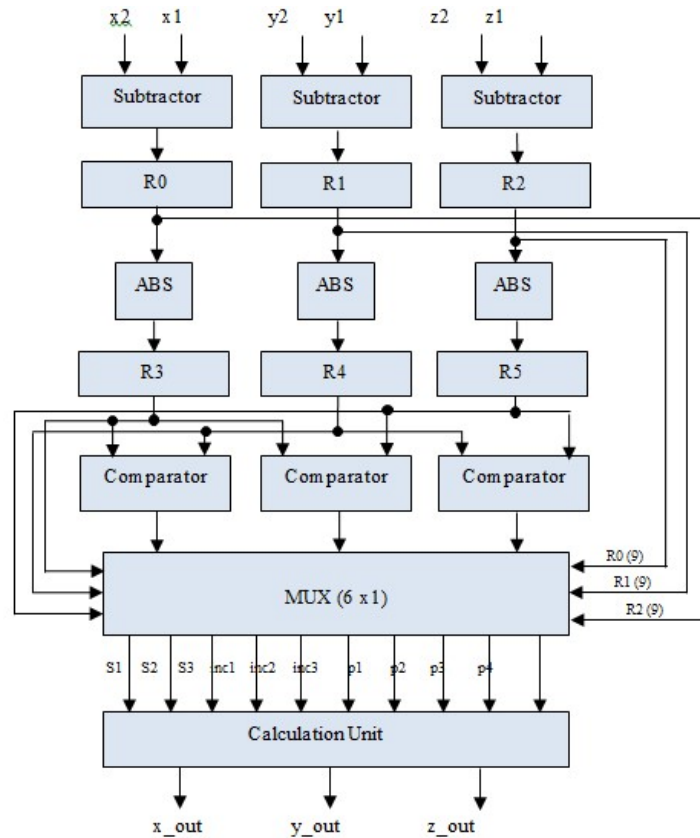 x2 x1 y2 y1 z2 z1
Subtractor Subtractor Subtractor
R0 R1 R2
ABS ABS ABS
R3 R4 R5
Comparator Comparator Comparator
R0 (9)
MUX (6 x1)
R1 (9)
R2 (9)
S1 S2 S3 inc1 inc2 inc3 p1 p2 p3 p4
Calculation Unit
x_out y_out z_out